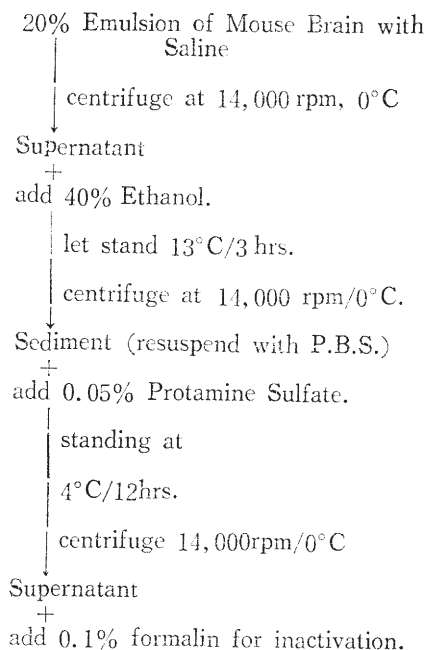 20% Emulsion of Mouse Brain with
Saline
centrifuge at 14,000 rpm, 0°C
Supernatant
+
add 40% Ethanol.
let stand 13°C/3 hrs.
centrifuge at 14,000 rpm/0°C.
Sediment (resuspend with P.B.S.)
+
add 0.05% Protamine Sulfate.
standing at
4°C/12hrs.
centrifuge 14,000rpm/0°C
Supernatant
+
add 0.1% formalin for inactivation.